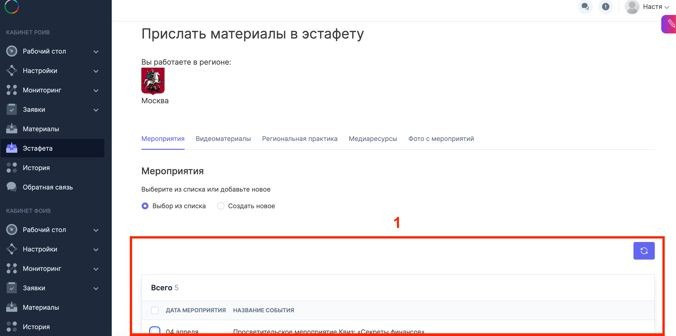 Настя
КАБИНЕТ РОИВ
Рабочий стол
Настройки
Мониторинг
Заявки
Материалы
Эстафета
История
Обратная связь
КАБИНЕТ ФОИВ
Рабочий стол
Настройки
Мониторинг
Заявки
Материалы
История
Прислать материалы в эстафету
Вы работаете в регионе:
Москва
Мероприятия Видеоматериалы Региональная практика Медиаресурсы Фото с мероприятий
Мероприятия
Выберите из списка или добавьте новое
Выбор из списка Создать новое
1
Всего 5
ДАТА МЕРОПРИЯТИЯ НАЗВАНИЕ СОБЫТИЯ
04 апреля Просветительское мероприятие Квиз: «Секреты финансов»